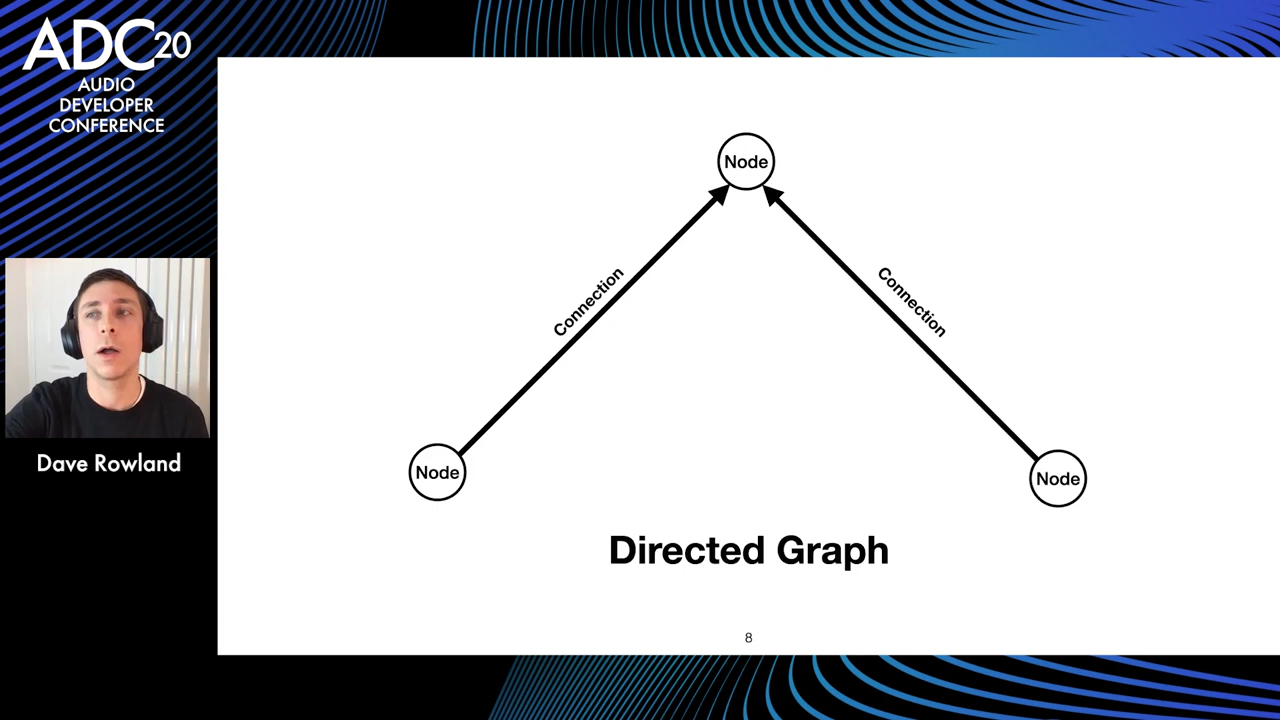 ADC20
AUDIO
DEVELOPER
CONFERENCE
Dave Rowland
Node
Connection
Connection
Node
Node
Directed Graph
8